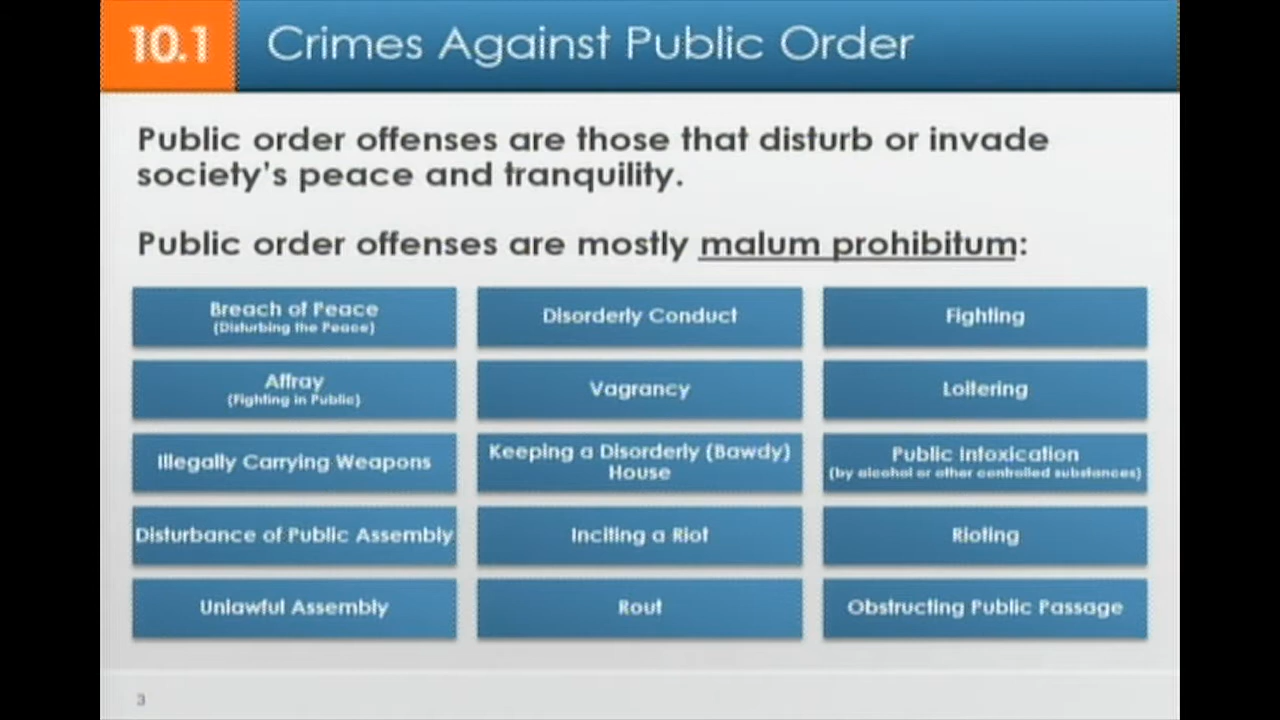 10.1 Crimes Against Public Order
Public order offenses are those that disturb or invade
society's peace and tranquility.
Public order offenses are mostly malum prohibitum:
Breach of Peace
(Disturbing the Peace)
Disorderly Conduct
Fighting
Affray
(Fighting in Public)
Vagrancy
Loitering
Illegally Carrying Weapons
Keeping a Disorderly (Bawdy)
House
Public Intoxication
(by alcohol or other controlled substances)
Disturbance of Public Assembly
Inciting a Riot
Rioting
Unlawful Assembly
Rout
Obstructing Public Passage
3